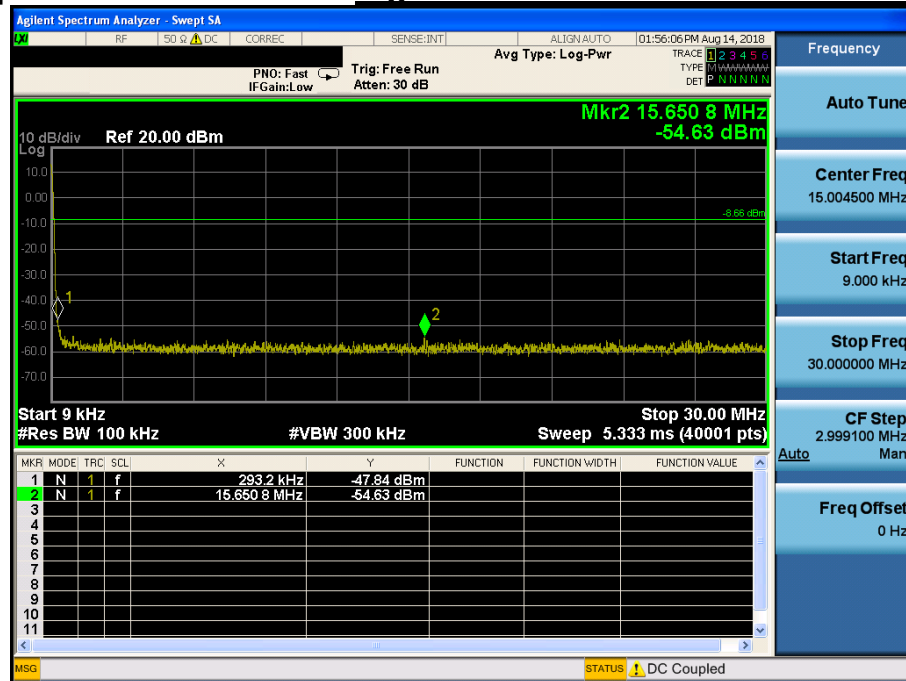 Agilent Spectrum Analyzer - Swept SA
LXI RF 50 Ω DC CORREC SENSE:INT ALIGN AUTO 01:56:06 PM Aug 14, 2018
Avg Type: Log-Pwr TRACE 1 2 3 4 5 6
PNO: Fast Trig: Free Run TYPE M W W W W W
IFGain:Low Atten: 30 dB DET P N N N N N
Mkr2 15.650 8 MHz
-54.63 dBm
10 dB/div Ref 20.00 dBm
Log
10.0
0.00
-8.66 dBm
-10.0
-20.0
-30.0
-40.0
1
2
-50.0
-60.0
-70.0
Start 9 kHz Stop 30.00 MHz
#Res BW 100 kHz #VBW 300 kHz Sweep 5.333 ms (40001 pts)
MKR MODE TRC SCL X Y FUNCTION FUNCTION WIDTH FUNCTION VALUE
1 N 1 f 293.2 kHz -47.84 dBm
2 N 1 f 15.650 8 MHz -54.63 dBm
3
4
5
6
7
8
9
10
11
MSG STATUS DC Coupled
Frequency
Auto Tune
Center Freq
15.004500 MHz
Start Freq
9.000 kHz
Stop Freq
30.000000 MHz
CF Step
2.999100 MHz
Auto Man
Freq Offset
0 Hz